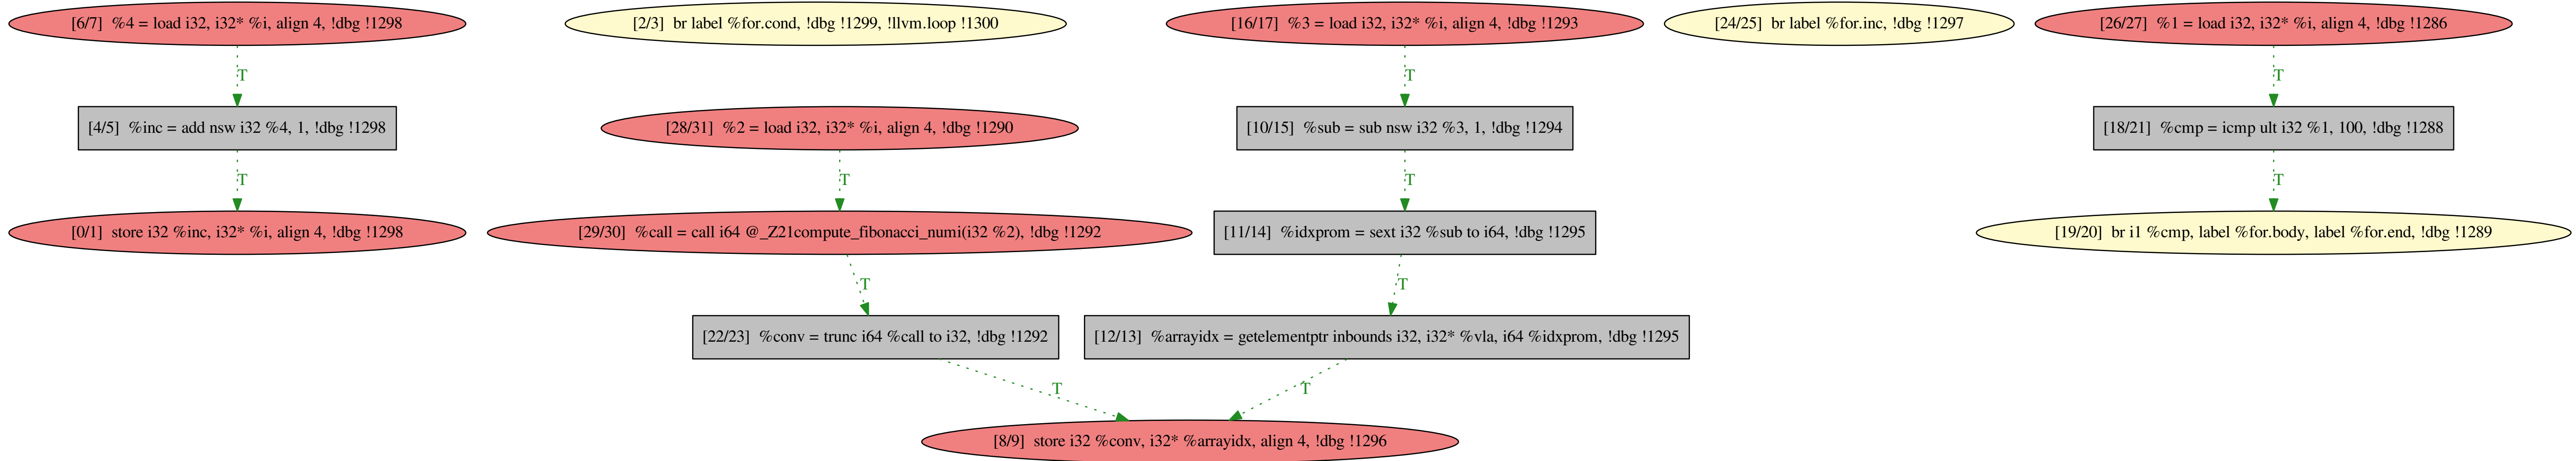 [6/7] %4 = load i32, i32* %i, align 4, !dbg !1298
[2/3] br label %for.cond, !dbg !1299, !llvm.loop !1300
[16/17] %3 = load i32, i32* %i, align 4, !dbg !1293
[24/25] br label %for.inc, !dbg !1297
[26/27] %1 = load i32, i32* %i, align 4, !dbg !1286
T
T
T
[4/5] %inc = add nsw i32 %4, 1, !dbg !1298
[28/31] %2 = load i32, i32* %i, align 4, !dbg !1290
[10/15] %sub = sub nsw i32 %3, 1, !dbg !1294
[18/21] %cmp = icmp ult i32 %1, 100, !dbg !1288
T
T
T
T
[0/1] store i32 %inc, i32* %i, align 4, !dbg !1298
[29/30] %call = call i64 @_Z21compute_fibonacci_numi(i32 %2), !dbg !1292
[11/14] %idxprom = sext i32 %sub to i64, !dbg !1295
[19/20] br i1 %cmp, label %for.body, label %for.end, !dbg !1289
T
T
[22/23] %conv = trunc i64 %call to i32, !dbg !1292
[12/13] %arrayidx = getelementptr inbounds i32, i32* %vla, i64 %idxprom, !dbg !1295
T
T
[8/9] store i32 %conv, i32* %arrayidx, align 4, !dbg !1296